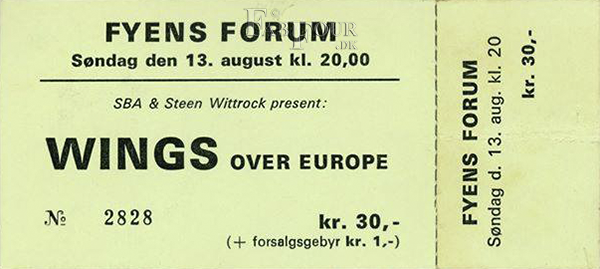 FYENS FORUM
Søndag den 13. august kl. 20,00
SBA & Steen Wittrock present:
WINGS OVER EUROPE
№ 2828
kr. 30,-
(+ forsalgsgebyr kr. 1,-)
FYENS FORUM
Søndag d. 13. aug. kl. 20
kr. 30,-